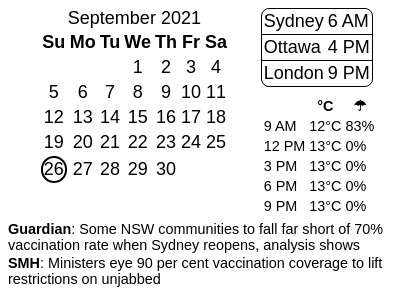 September 2021
Su Mo Tu We Th Fr Sa
1 2 3 4
5 6 7 8 9 10 11
12 13 14 15 16 17 18
19 20 21 22 23 24 25
26 27 28 29 30
Sydney 6 AM
Ottawa 4 PM
London 9 PM
°C ☂
9 AM 12°C 83%
12 PM 13°C 0%
3 PM 13°C 0%
6 PM 13°C 0%
9 PM 13°C 0%
Guardian: Some NSW communities to fall far short of 70%
vaccination rate when Sydney reopens, analysis shows
SMH: Ministers eye 90 per cent vaccination coverage to lift
restrictions on unjabbed